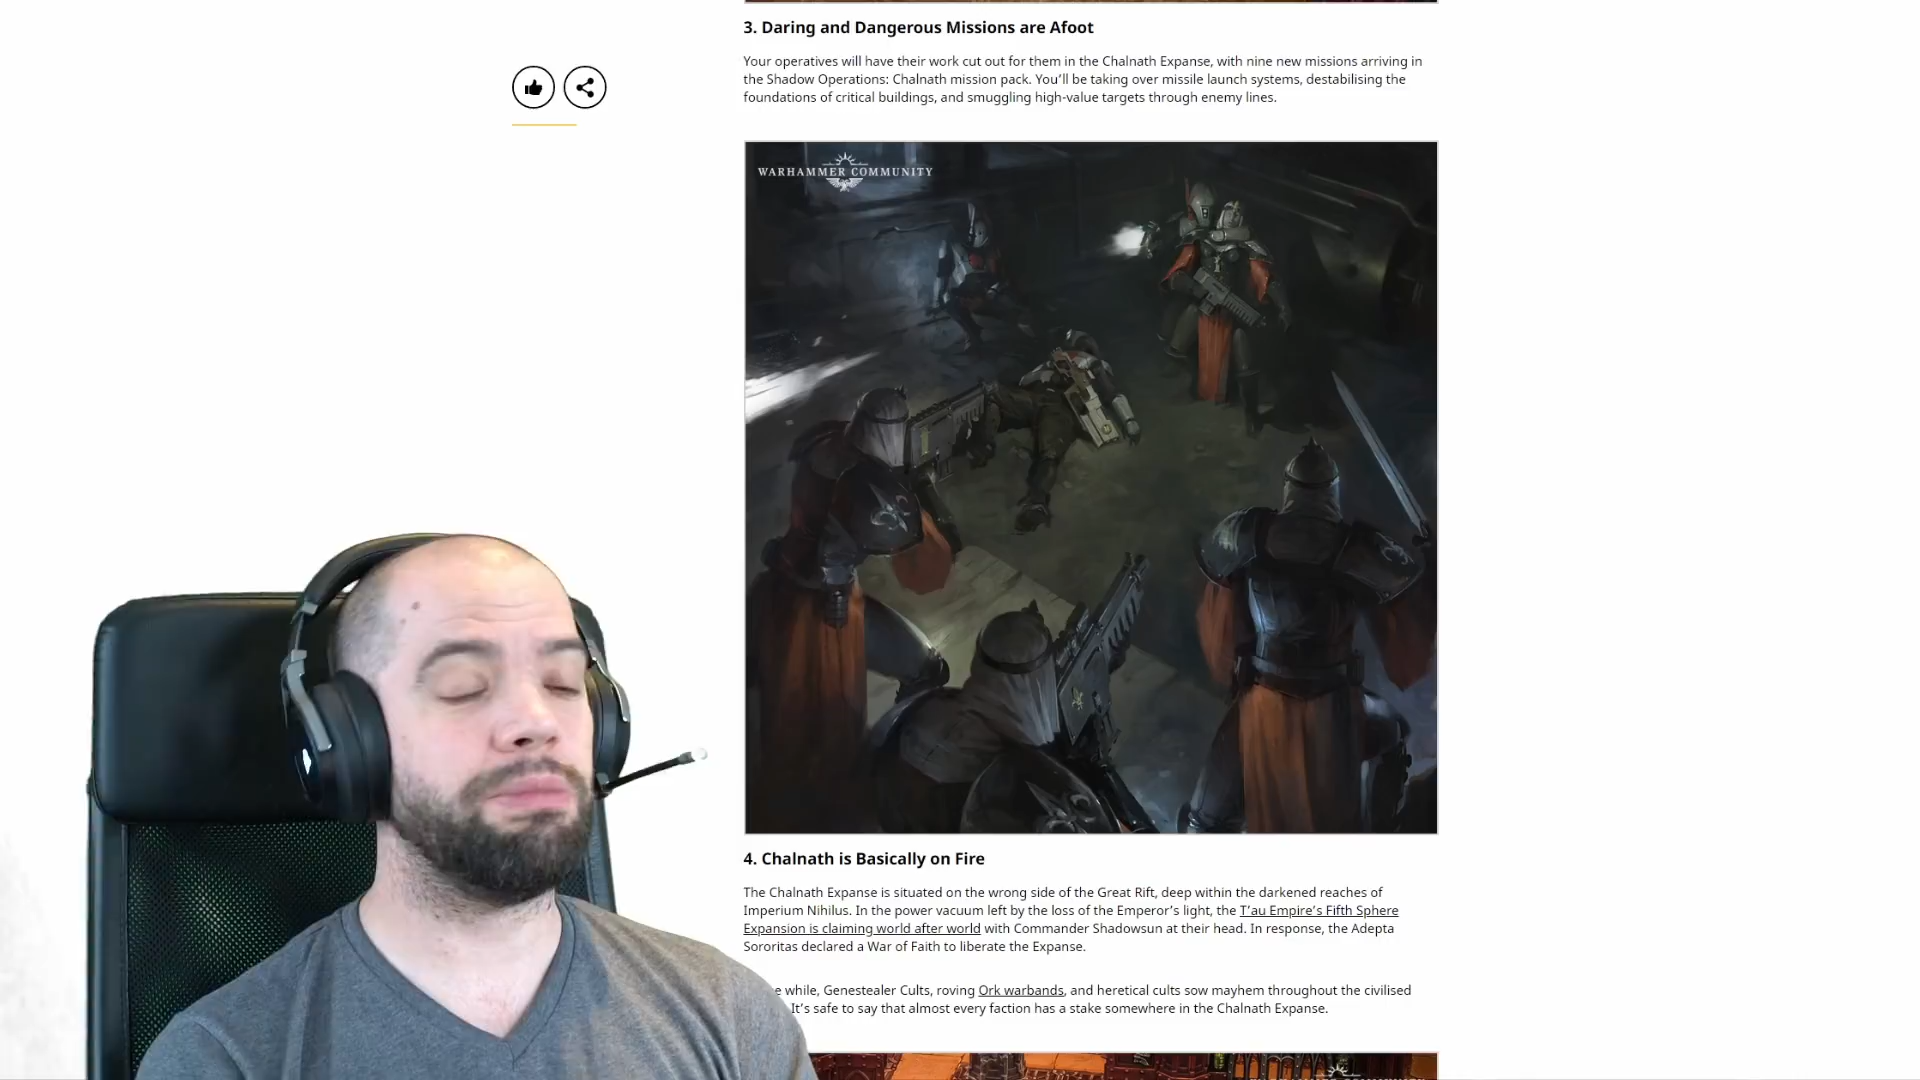 3. Daring and Dangerous Missions are Afoot
Your operatives will have their work cut out for them in the Chalnath Expanse, with nine new missions arriving in
the Shadow Operations: Chalnath mission pack. You’ll be taking over missile launch systems, destabilising the
foundations of critical buildings, and smuggling high-value targets through enemy lines.
WARHAMMER COMMUNITY
4. Chalnath is Basically on Fire
The Chalnath Expanse is situated on the wrong side of the Great Rift, deep within the darkened reaches of
Imperium Nihilus. In the power vacuum left by the loss of the Emperor’s light, the T’au Empire’s Fifth Sphere
Expansion is claiming world after world with Commander Shadowsun at their head. In response, the Adepta
Sororitas declared a War of Faith to liberate the Expanse.
while, Genestealer Cults, roving Ork warbands, and heretical cults sow mayhem throughout the civilised
It’s safe to say that almost every faction has a stake somewhere in the Chalnath Expanse.